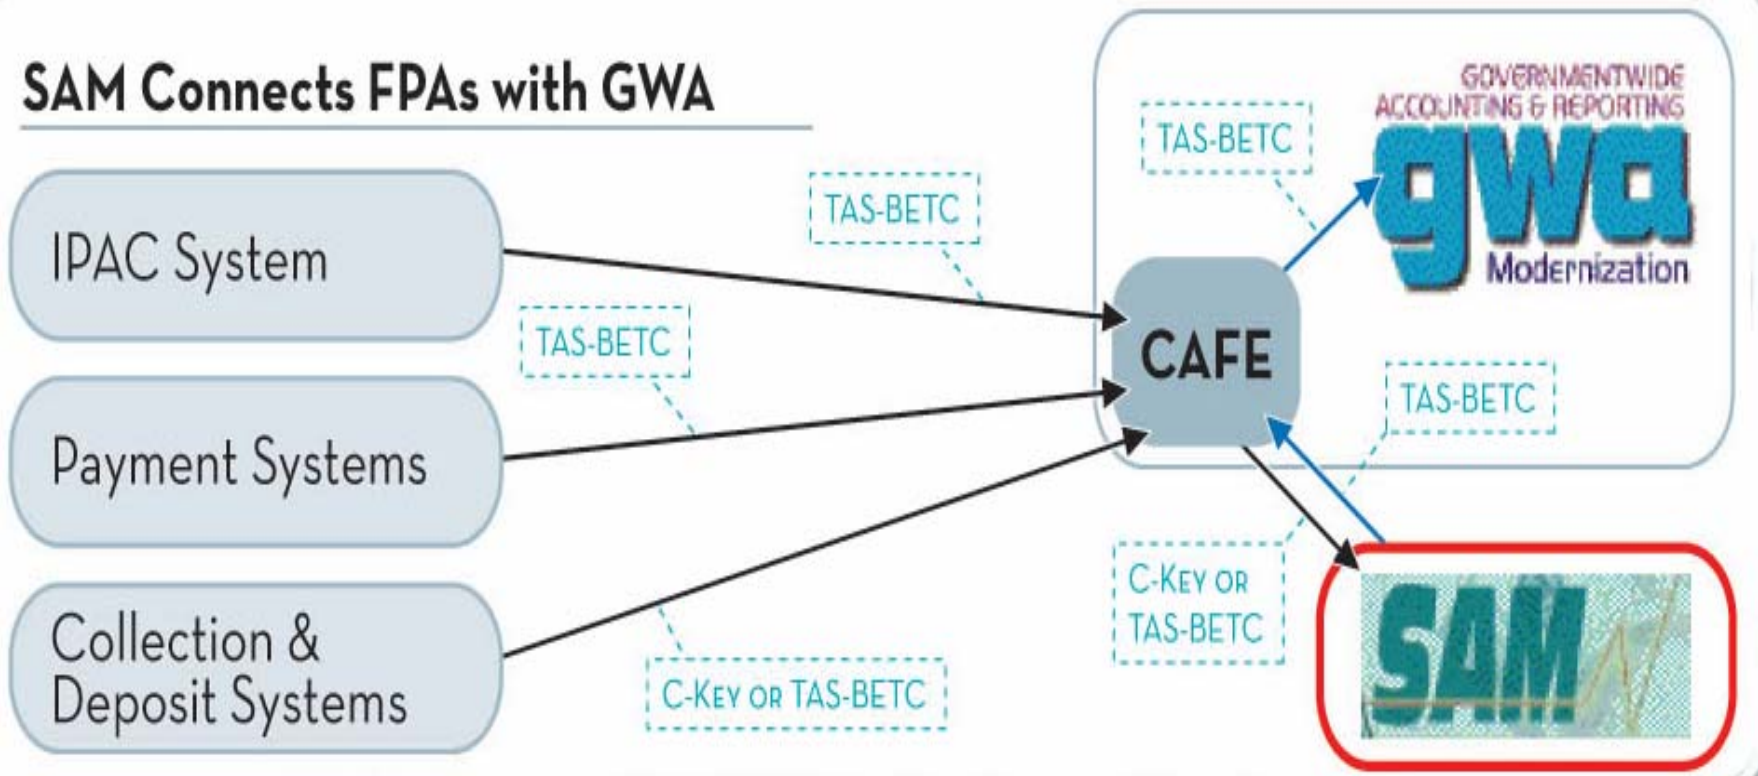 SAM Connects FPAs with GWA
IPAC System
Payment Systems
Collection &
Deposit Systems
TAS-BETC
TAS-BETC
C-KEY OR TAS-BETC
CAFE
TAS-BETC
GOVERNMENTWIDE
ACCOUNTING & REPORTING
gwa
Modernization
TAS-BETC
C-KEY OR
TAS-BETC
SAM